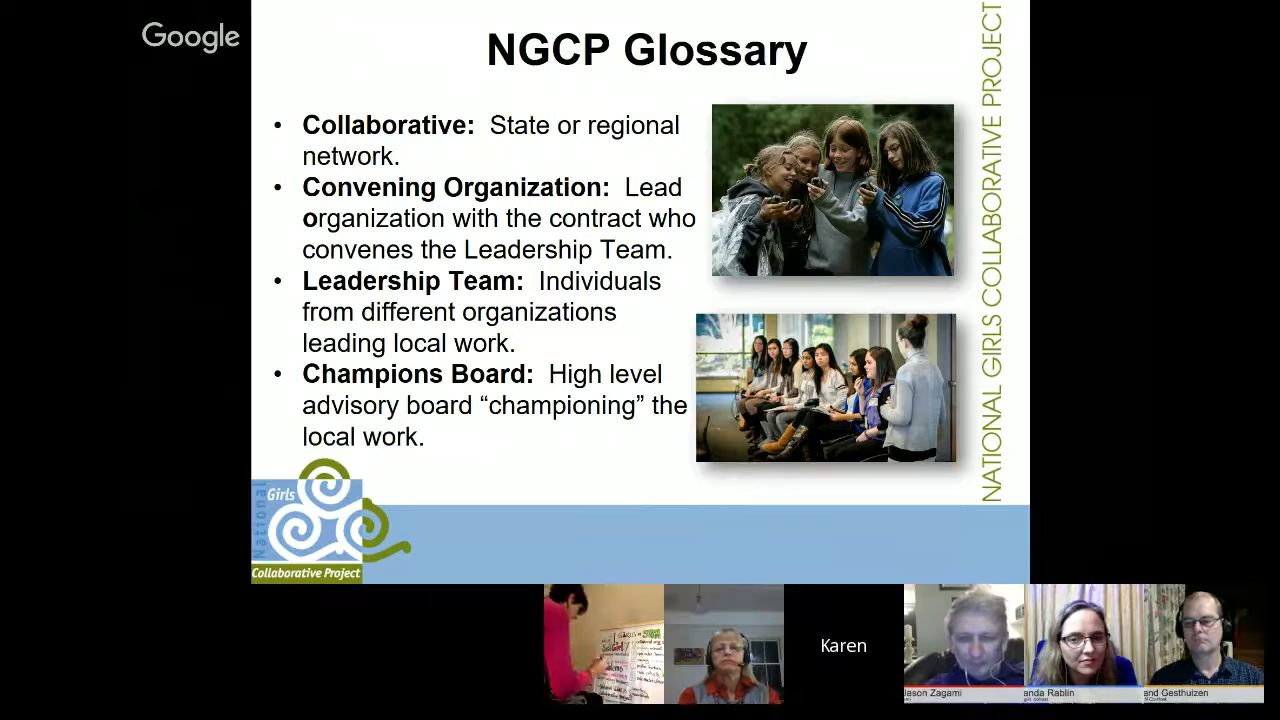 Google
NGCP Glossary
• Collaborative: State or regional
network.
• Convening Organization: Lead
organization with the contract who
convenes the Leadership Team.
• Leadership Team: Individuals
from different organizations
leading local work.
• Champions Board: High level
advisory board “championing” the
local work.
NATIONAL GIRLS COLLABORATIVE PROJECT
National
Girls
Collaborative Project
Karen
Jason Zagami
anda Rablin
and Gesthuizen